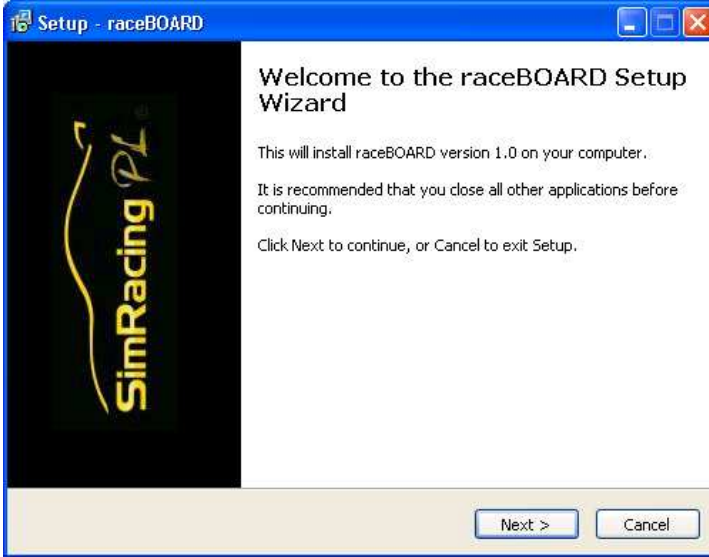 Setup - raceBOARD
SimRacing PL
Welcome to the raceBOARD Setup
Wizard
This will install raceBOARD version 1.0 on your computer.
It is recommended that you close all other applications before
continuing.
Click Next to continue, or Cancel to exit Setup.
Next >
Cancel